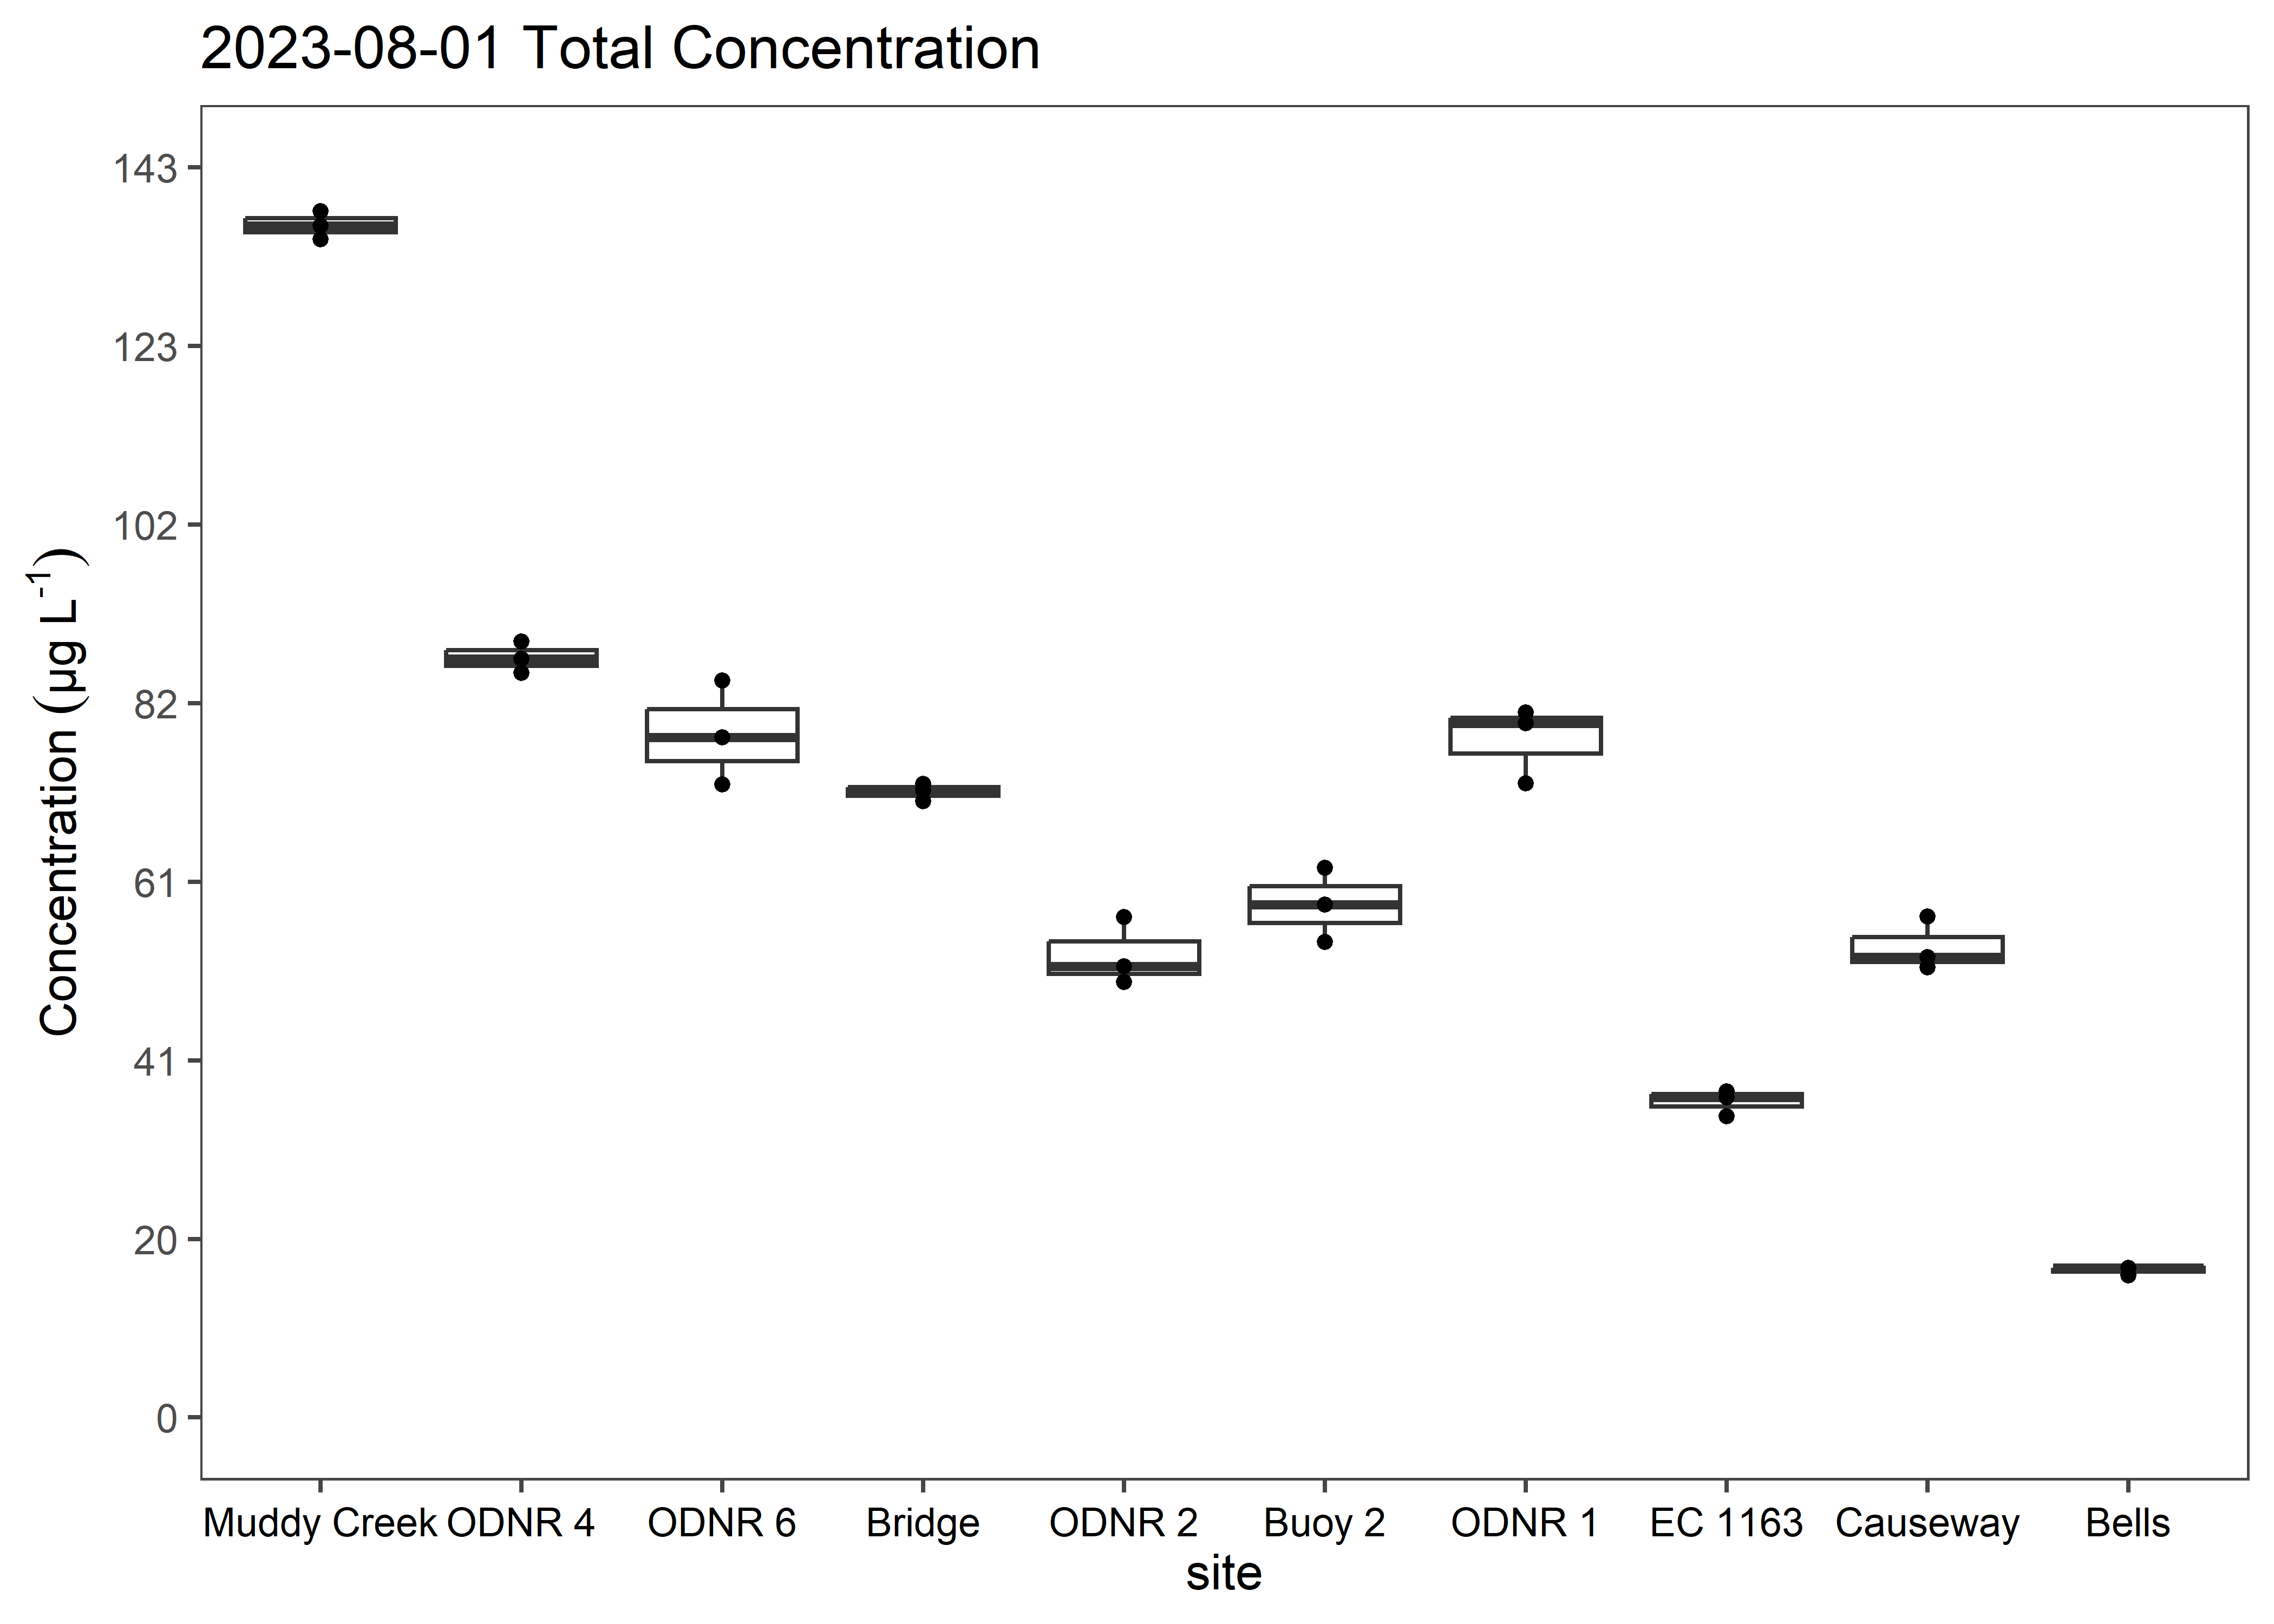 2023-08-01 Total Concentration
143
123
102
82
61
41
20
0
Concentration (µg L⁻¹)
Muddy Creek ODNR 4 ODNR 6 Bridge ODNR 2 Buoy 2 ODNR 1 EC 1163 Causeway Bells
site